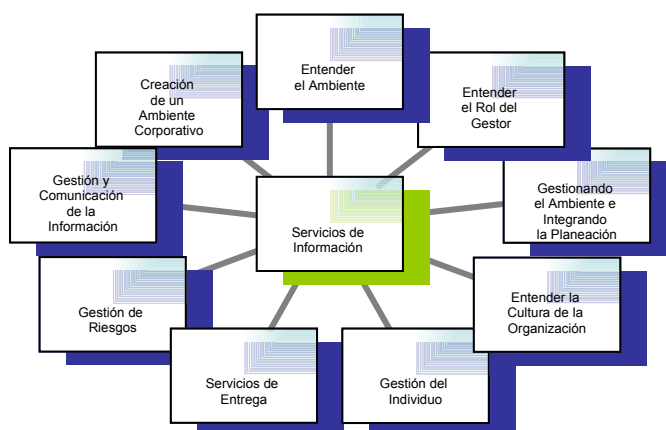 Entender
el Ambiente
Entender
el Rol del
Gestor
Gestionando
el Ambiente e
Integrando
la Planeación
Entender la
Cultura de la
Organización
Gestión del
Individuo
Servicios de
Entrega
Gestión de
Riesgos
Gestión y
Comunicación
de la
Información
Creación
de un
Ambiente
Corporativo
Servicios de
Información